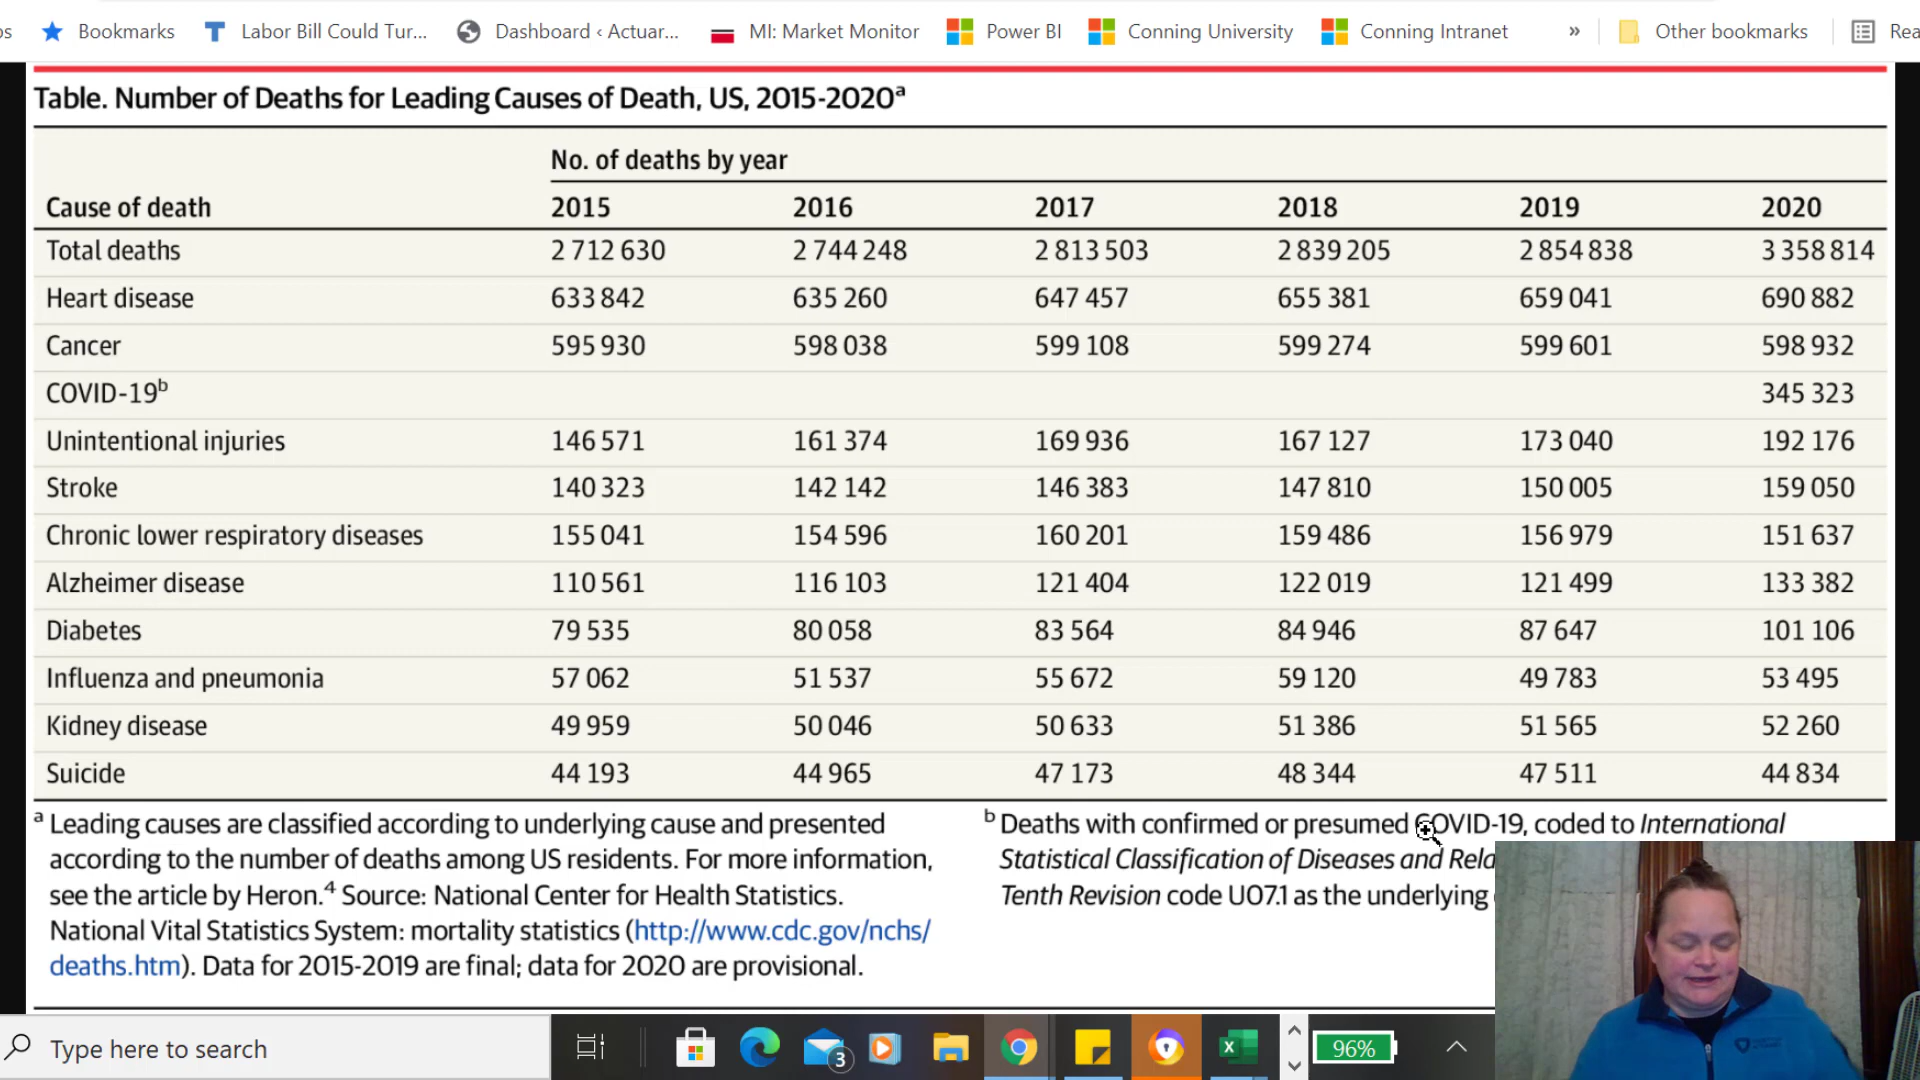 os Bookmarks Labor Bill Could Tur... Dashboard ‹ Actuar... MI: Market Monitor Power BI Conning University Conning Intranet » Other bookmarks Rea
Table. Number of Deaths for Leading Causes of Death, US, 2015-2020ᵃ
No. of deaths by year
Cause of death 2015 2016 2017 2018 2019 2020
Total deaths 2 712 630 2 744 248 2 813 503 2 839 205 2 854 838 3 358 814
Heart disease 633 842 635 260 647 457 655 381 659 041 690 882
Cancer 595 930 598 038 599 108 599 274 599 601 598 932
COVID-19ᵇ 345 323
Unintentional injuries 146 571 161 374 169 936 167 127 173 040 192 176
Stroke 140 323 142 142 146 383 147 810 150 005 159 050
Chronic lower respiratory diseases 155 041 154 596 160 201 159 486 156 979 151 637
Alzheimer disease 110 561 116 103 121 404 122 019 121 499 133 382
Diabetes 79 535 80 058 83 564 84 946 87 647 101 106
Influenza and pneumonia 57 062 51 537 55 672 59 120 49 783 53 495
Kidney disease 49 959 50 046 50 633 51 386 51 565 52 260
Suicide 44 193 44 965 47 173 48 344 47 511 44 834
ᵃ Leading causes are classified according to underlying cause and presented
according to the number of deaths among US residents. For more information,
see the article by Heron.⁴ Source: National Center for Health Statistics.
National Vital Statistics System: mortality statistics (http://www.cdc.gov/nchs/
deaths.htm). Data for 2015-2019 are final; data for 2020 are provisional.
ᵇ Deaths with confirmed or presumed COVID-19, coded to International
Statistical Classification of Diseases and Rela
Tenth Revision code U07.1 as the underlying
Type here to search 3 96%